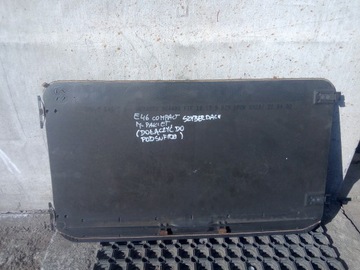 E46 COMPACT SZYBERDACH
M-PAKIET
(DOŁĄCZYĆ DO
PODSUFITKI)